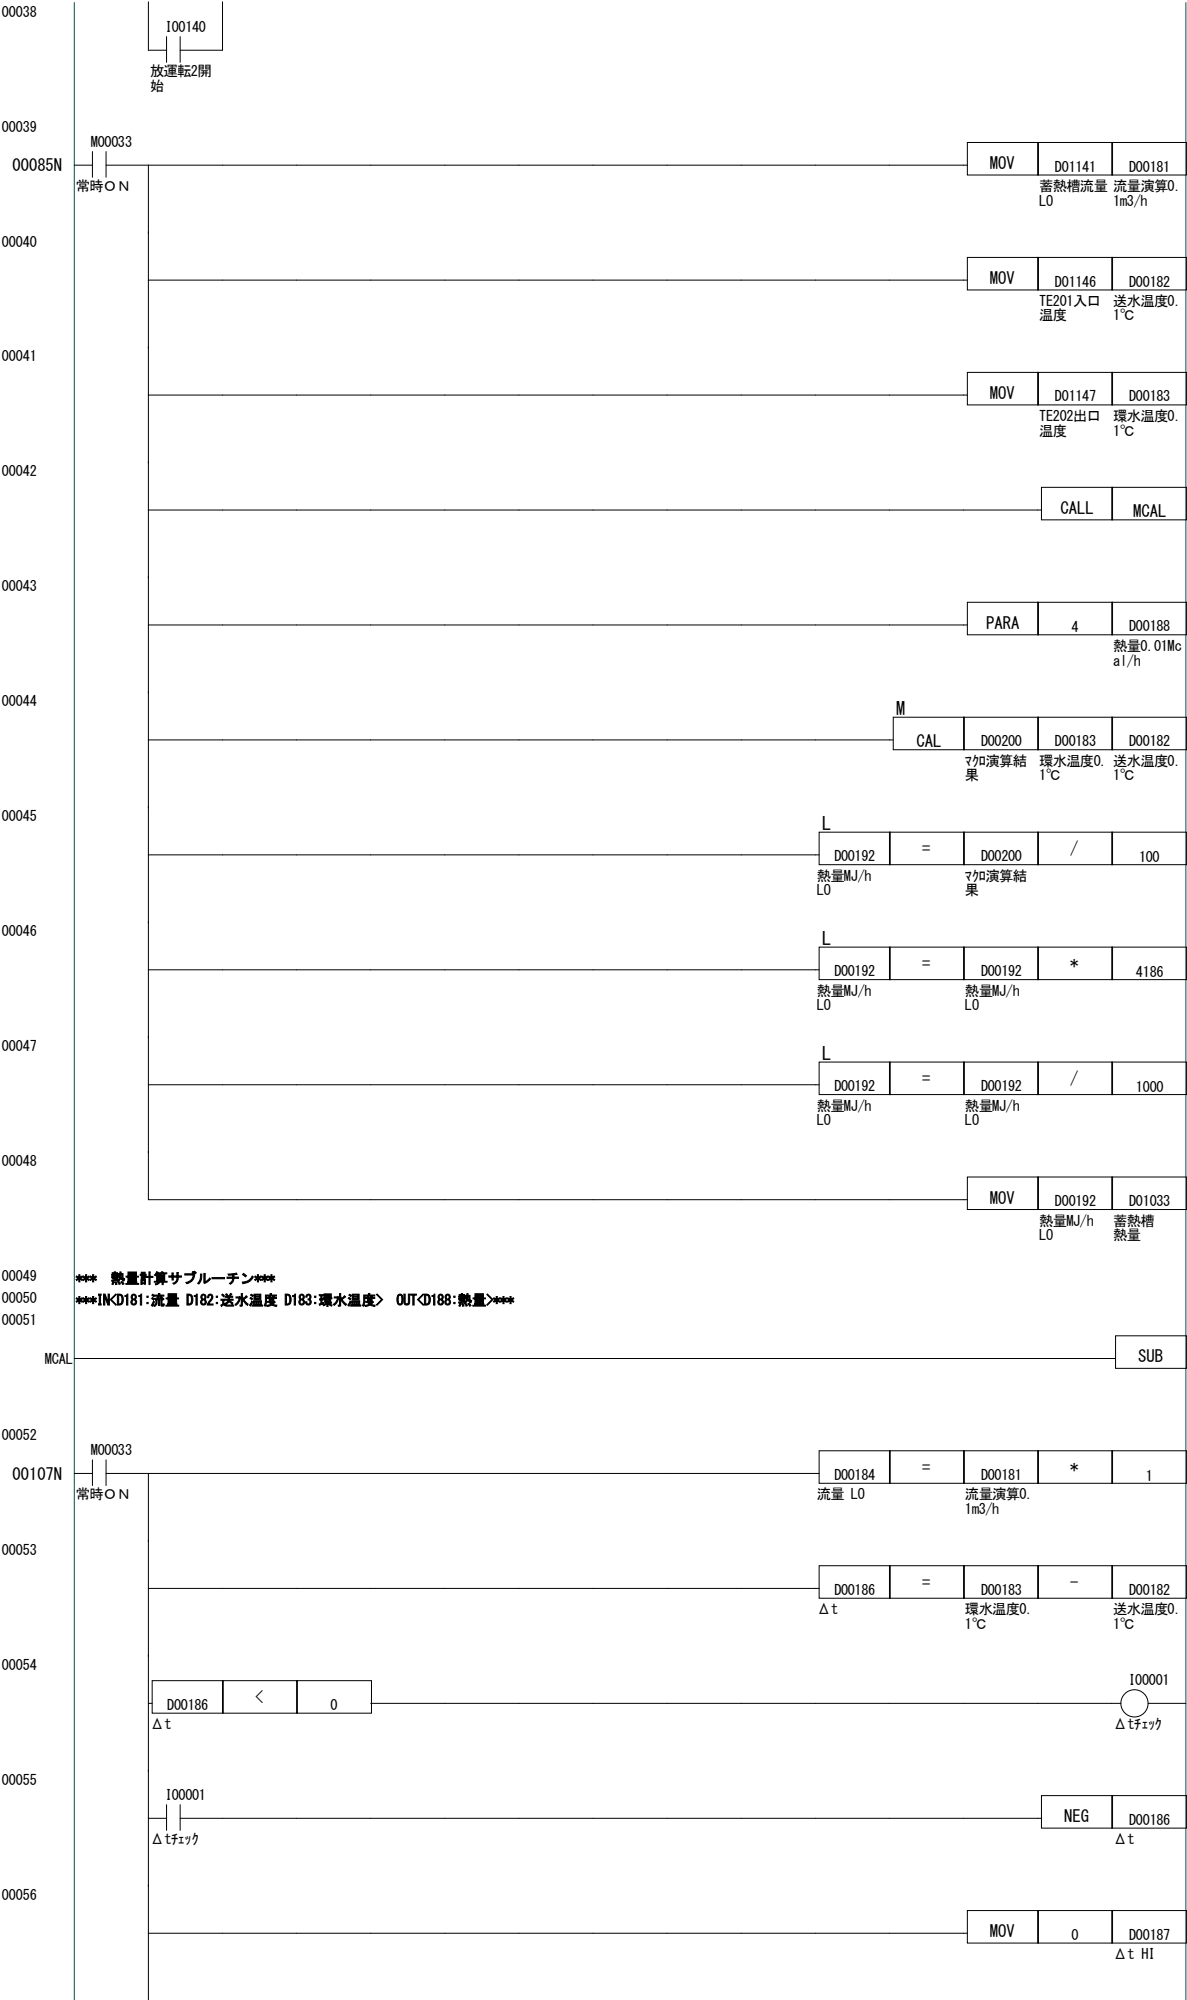 00038
I00140
放運転2開
始
00039
M00033
00085N
常時ON
MOV D01141 D00181
蓄熱槽流量 流量演算0.
LO 1m3/h
00040
MOV D01146 D00182
TE201入口 送水温度0.
温度 1℃
00041
MOV D01147 D00183
TE202出口 環水温度0.
温度 1℃
00042
CALL MCAL
00043
PARA 4 D00188
熱量0.01Mc
al/h
00044
M
CAL D00200 D00183 D00182
ﾏｸﾛ演算結 環水温度0. 送水温度0.
果 1℃ 1℃
00045
L
D00192 = D00200 / 100
熱量MJ/h ﾏｸﾛ演算結
LO 果
00046
L
D00192 = D00192 * 4186
熱量MJ/h 熱量MJ/h
LO LO
00047
L
D00192 = D00192 / 1000
熱量MJ/h 熱量MJ/h
LO LO
00048
MOV D00192 D01033
熱量MJ/h 蓄熱槽
LO 熱量
00049
*** 熱量計算サブルーチン***
00050
***IN<D181:流量 D182:送水温度 D183:環水温度> OUT<D188:熱量>***
00051
MCAL SUB
00052
M00033
00107N
常時ON
D00184 = D00181 * 1
流量 LO 流量演算0.
1m3/h
00053
D00186 = D00183 - D00182
Δt 環水温度0. 送水温度0.
1℃ 1℃
00054
I00001
D00186 < 0
Δt Δtﾁｪｯｸ
00055
I00001
NEG D00186
Δtﾁｪｯｸ Δt
00056
MOV 0 D00187
Δt HI